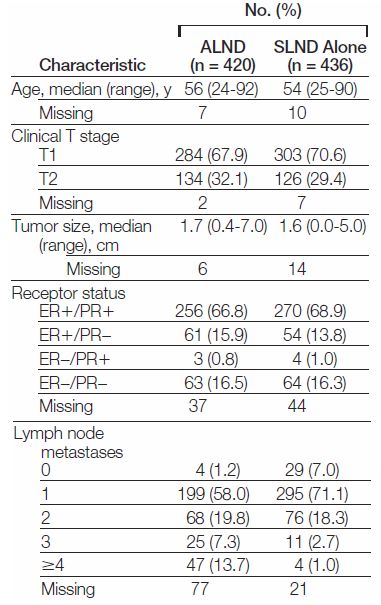 No. (%)
ALND SLND Alone
Characteristic (n = 420) (n = 436)
Age, median (range), y 56 (24-92) 54 (25-90)
Missing 7 10
Clinical T stage
T1 284 (67.9) 303 (70.6)
T2 134 (32.1) 126 (29.4)
Missing 2 7
Tumor size, median 1.7 (0.4-7.0) 1.6 (0.0-5.0)
(range), cm
Missing 6 14
Receptor status
ER+/PR+ 256 (66.8) 270 (68.9)
ER+/PR− 61 (15.9) 54 (13.8)
ER−/PR+ 3 (0.8) 4 (1.0)
ER−/PR− 63 (16.5) 64 (16.3)
Missing 37 44
Lymph node
metastases
0 4 (1.2) 29 (7.0)
1 199 (58.0) 295 (71.1)
2 68 (19.8) 76 (18.3)
3 25 (7.3) 11 (2.7)
≥4 47 (13.7) 4 (1.0)
Missing 77 21